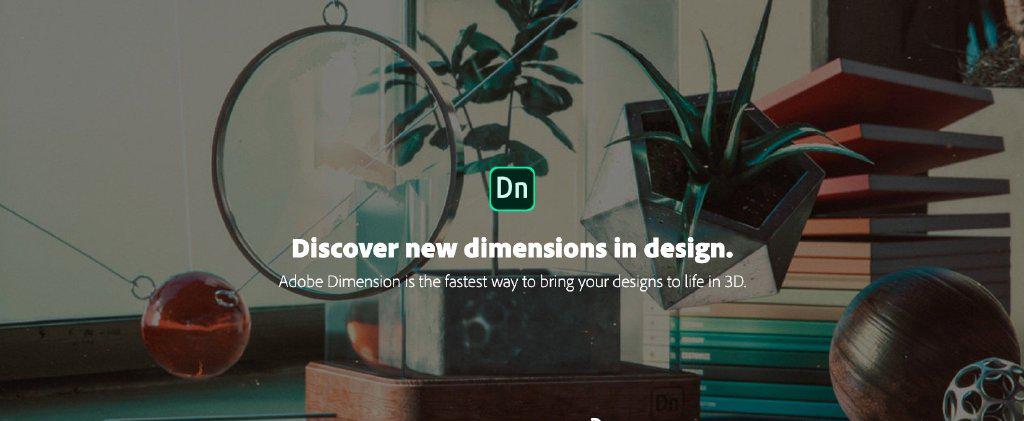 Dn
Discover new dimensions in design.
Adobe Dimension is the fastest way to bring your designs to life in 3D.
Dn